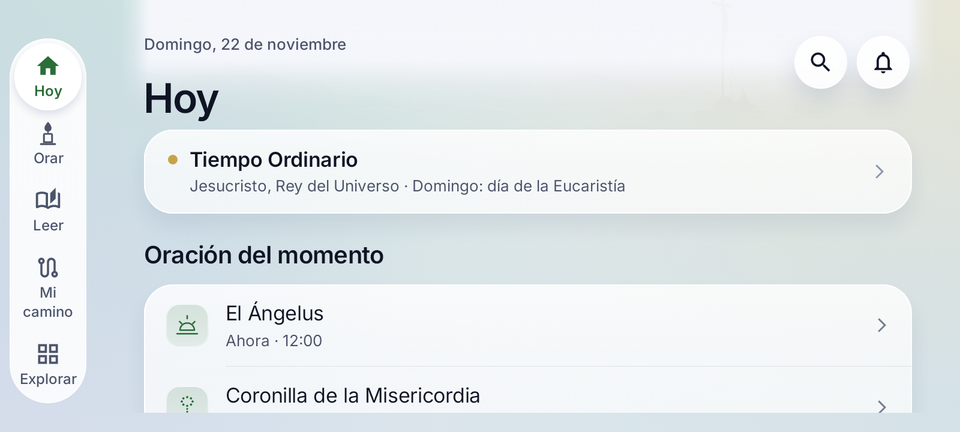 Domingo, 22 de noviembre
Hoy
Hoy
Orar
Leer
Mi
camino
Explorar
Tiempo Ordinario
Jesucristo, Rey del Universo · Domingo: día de la Eucaristía
Oración del momento
El Ángelus
Ahora · 12:00
Coronilla de la Misericordia